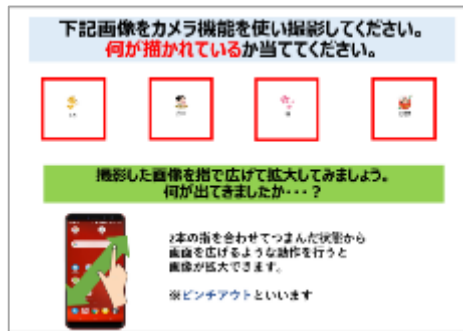 下記画像をカメラ機能を使い撮影してください。
何が描かれているか当ててください。
撮影した画像を指で広げて拡大してみましょう。
何が出てきましたか・・・？
2本の指を合わせてつまんだ状態から
画面を広げるような動作を行うと
画像が拡大できます。
※ピンチアウトといいます